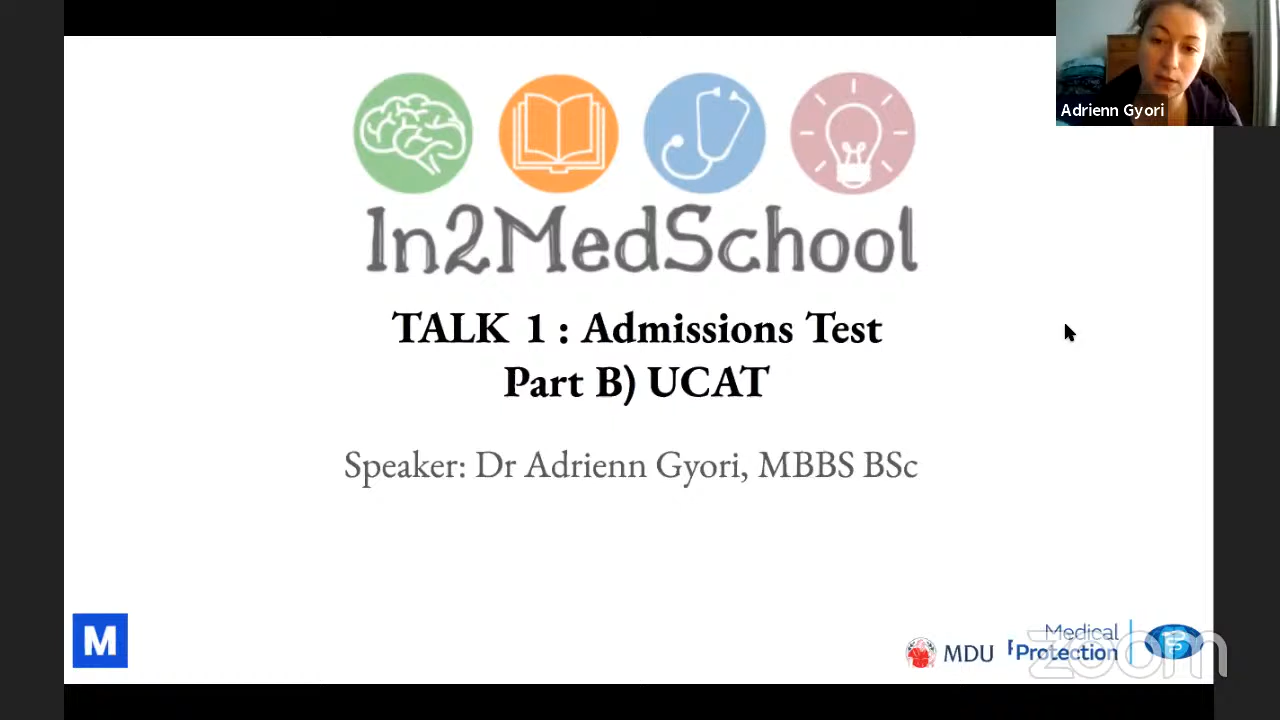 Adrienn Gyori
In2MedSchool
TALK 1 : Admissions Test
Part B) UCAT
Speaker: Dr Adrienn Gyori, MBBS BSc
M
MDU
Medical
Protection
zoom